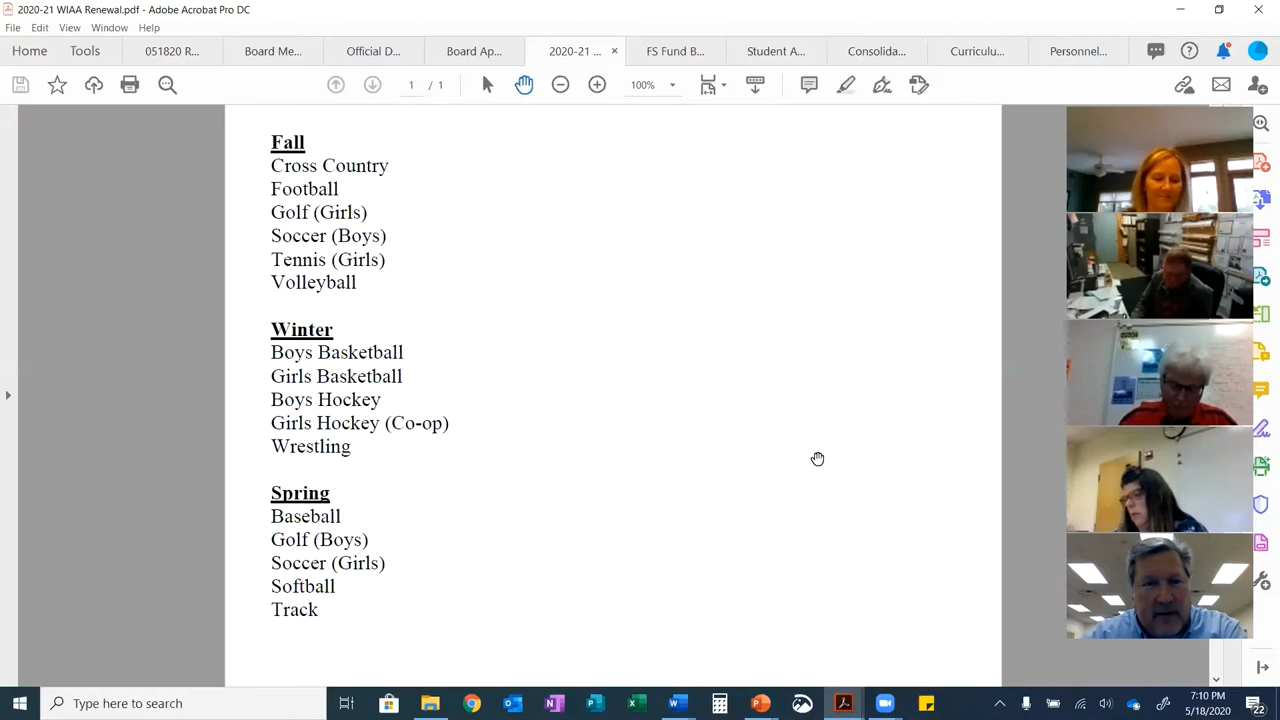 2020-21 WIAA Renewal.pdf - Adobe Acrobat Pro DC
File Edit View Window Help
Home Tools 051820 R... Board Me... Official D... Board Ap... 2020-21 ... × FS Fund B... Student A... Consolida... Curriculu... Personnel...
1 / 1 100%
Fall
Cross Country
Football
Golf (Girls)
Soccer (Boys)
Tennis (Girls)
Volleyball
Winter
Boys Basketball
Girls Basketball
Boys Hockey
Girls Hockey (Co-op)
Wrestling
Spring
Baseball
Golf (Boys)
Soccer (Girls)
Softball
Track
Type here to search
7:10 PM
5/18/2020
22